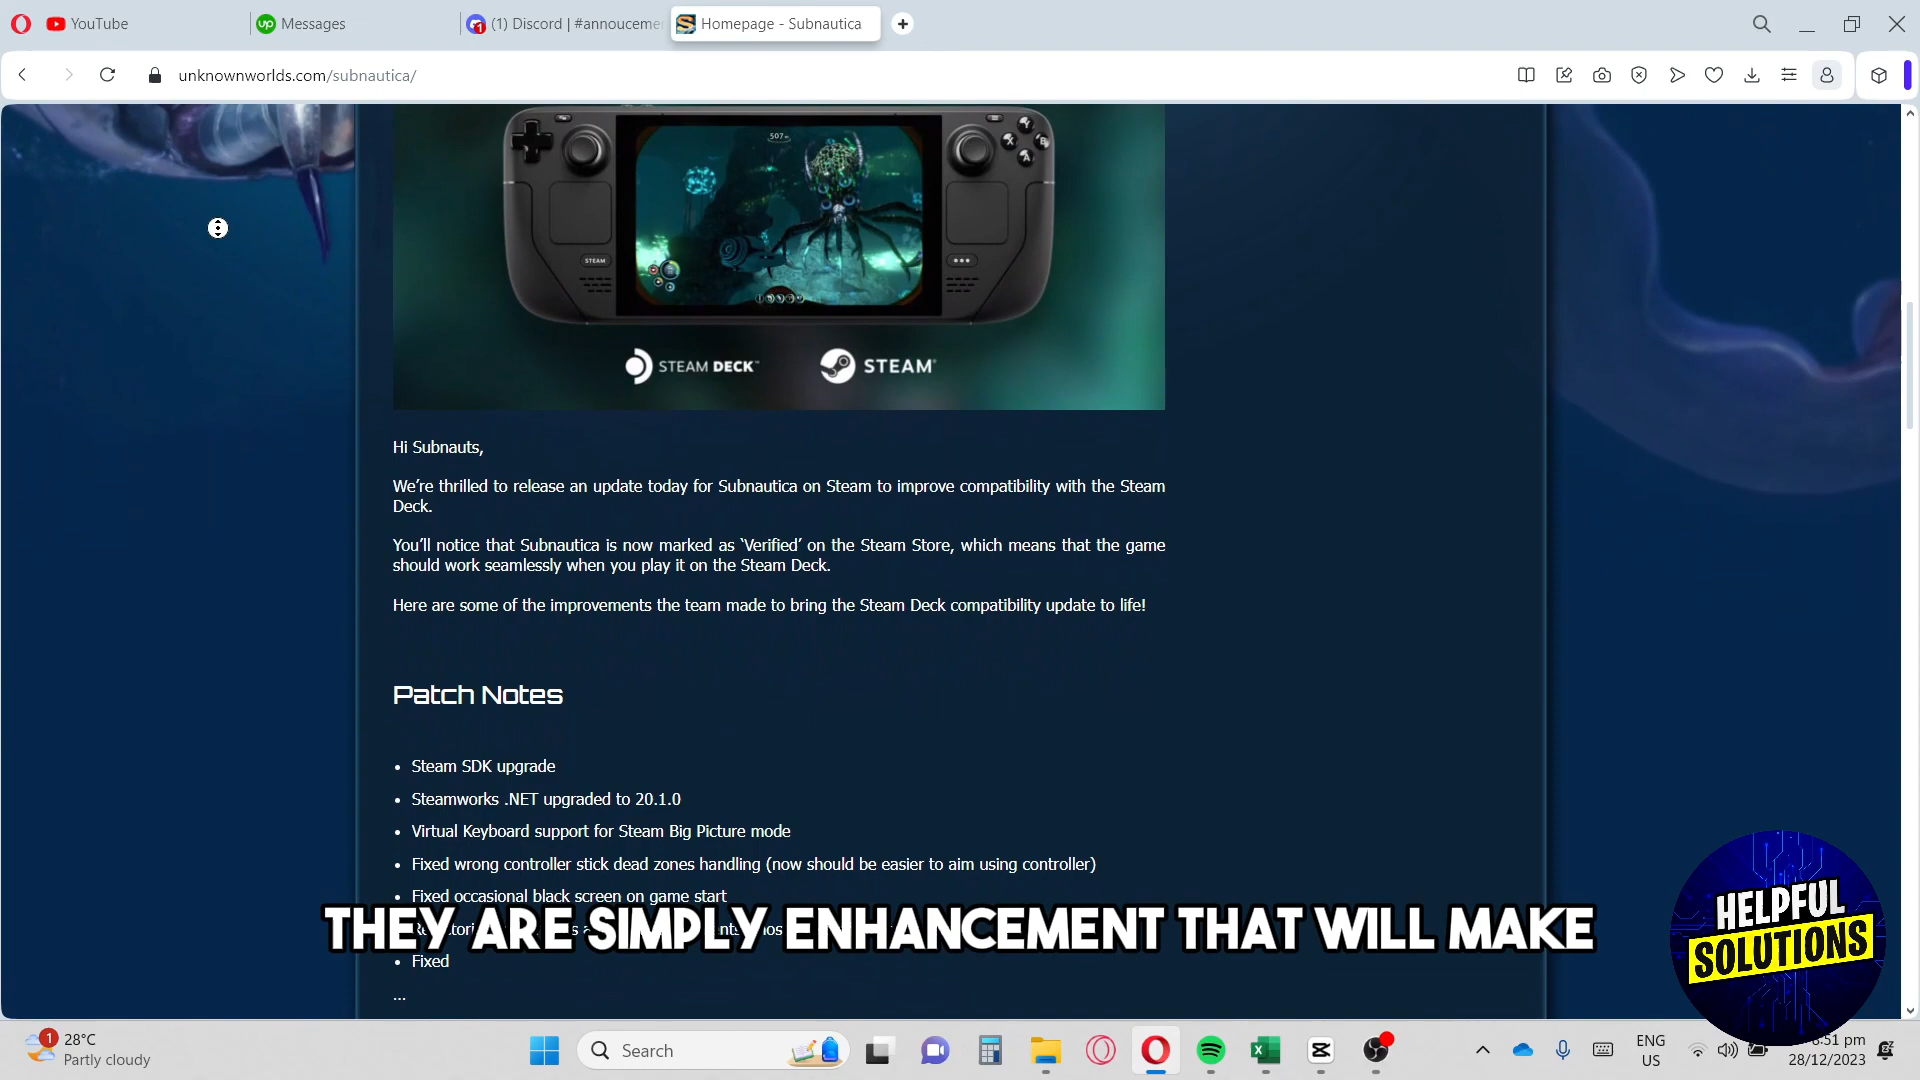 YouTube
Messages
(1) Discord | #annouceme
Homepage - Subnautica
unknownworlds.com/subnautica/
507
STEAM
X
Y
B
A
STEAM DECK™
STEAM®
Hi Subnauts,
We're thrilled to release an update today for Subnautica on Steam to improve compatibility with the Steam
Deck.
You'll notice that Subnautica is now marked as 'Verified' on the Steam Store, which means that the game
should work seamlessly when you play it on the Steam Deck.
Here are some of the improvements the team made to bring the Steam Deck compatibility update to life!
Patch Notes
• Steam SDK upgrade
• Steamworks .NET upgraded to 20.1.0
• Virtual Keyboard support for Steam Big Picture mode
• Fixed wrong controller stick dead zones handling (now should be easier to aim using controller)
• Fixed occasional black screen on game start
THEY ARE SIMPLY ENHANCEMENT THAT WILL MAKE
• Fixed
...
HELPFUL
SOLUTIONS
1
28°C
Partly cloudy
Search
ENG
US
:51 pm
28/12/2023